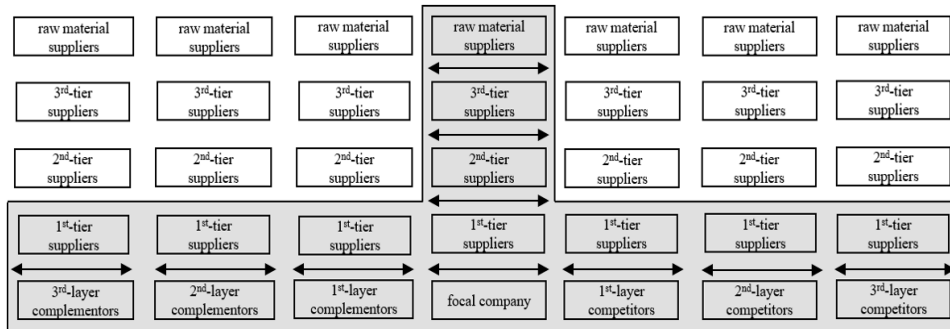 raw material
suppliers
raw material
suppliers
raw material
suppliers
raw material
suppliers
raw material
suppliers
raw material
suppliers
raw material
suppliers
3rd-tier
suppliers
3rd-tier
suppliers
3rd-tier
suppliers
3rd-tier
suppliers
3rd-tier
suppliers
3rd-tier
suppliers
3rd-tier
suppliers
2nd-tier
suppliers
2nd-tier
suppliers
2nd-tier
suppliers
2nd-tier
suppliers
2nd-tier
suppliers
2nd-tier
suppliers
2nd-tier
suppliers
1st-tier
suppliers
1st-tier
suppliers
1st-tier
suppliers
1st-tier
suppliers
1st-tier
suppliers
1st-tier
suppliers
1st-tier
suppliers
3rd-layer
complementors
2nd-layer
complementors
1st-layer
complementors
focal company
1st-layer
competitors
2nd-layer
competitors
3rd-layer
competitors